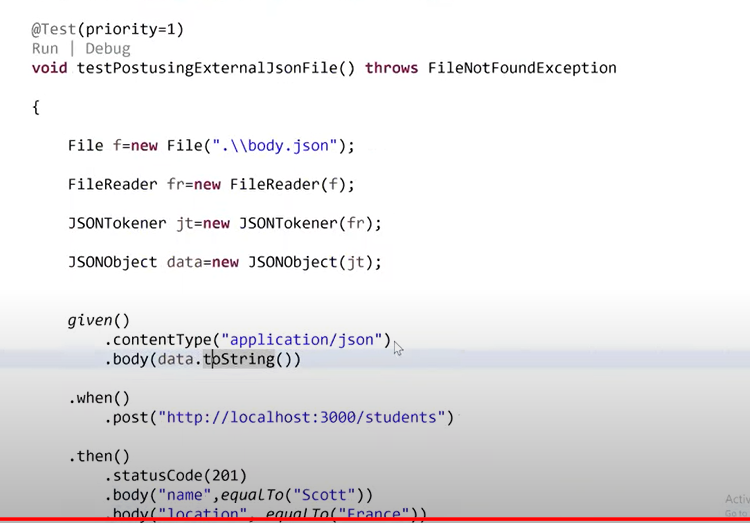 @Test(priority=1)
Run | Debug
void testPostusingExternalJsonFile() throws FileNotFoundException
{
File f=new File(".\\body.json");
FileReader fr=new FileReader(f);
JSONTokener jt=new JSONTokener(fr);
JSONObject data=new JSONObject(jt);
given()
.contentType("application/json")
.body(data.toString())
.when()
.post("http://localhost:3000/students")
.then()
.statusCode(201)
.body("name",equalTo("Scott"))
.body("location", equalTo("France"))
Activ
Go to